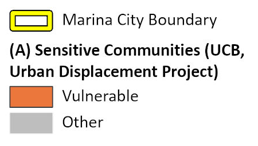 Marina City Boundary
(A) Sensitive Communities (UCB,
Urban Displacement Project)
Vulnerable
Other